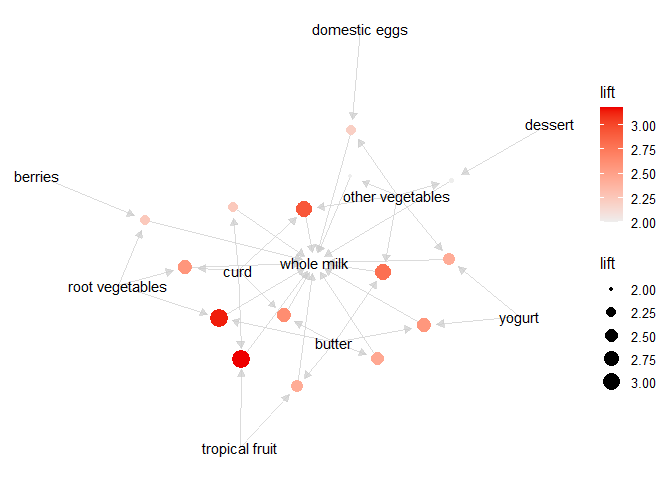 domestic eggs
dessert
berries
other vegetables
curd
whole milk
root vegetables
yogurt
butter
tropical fruit
lift
3.00
2.75
2.50
2.25
2.00
lift
2.00
2.25
2.50
2.75
3.00